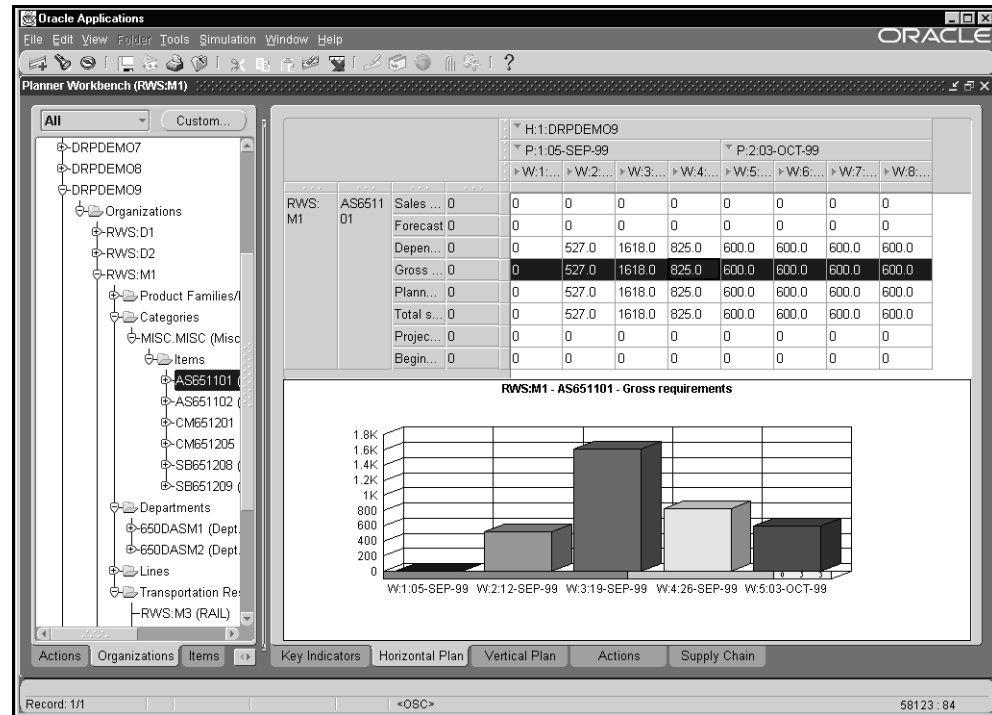 Oracle Applications
File Edit View Folder Tools Simulation Window Help
ORACLE
Planner Workbench (RWS:M1)
All
Custom...
DRPDEMO7
DRPDEMO8
DRPDEMO9
Organizations
RWS:D1
RWS:D2
RWS:M1
Product Families/
Categories
MISC.MISC (Misc
Items
AS651101 (
AS651102 (
CM651201
CM651205
SB651208 (
SB651209 (
Departments
650DASM1 (Dept.
650DASM2 (Dept.
Lines
Transportation Re
RWS:M3 (RAIL)
Actions Organizations Items
H:1:DRPDEMO9
P:1:05-SEP-99 P:2:03-OCT-99
W:1:... W:2:... W:3:... W:4:... W:5:... W:6:... W:7:... W:8:...
RWS:M1 AS651101 Sales ... 0 0 0 0 0 0 0 0 0
Forecast 0 0 0 0 0 0 0 0 0
Depen... 0 0 527.0 1618.0 825.0 600.0 600.0 600.0 600.0
Gross ... 0 0 527.0 1618.0 825.0 600.0 600.0 600.0 600.0
Plann... 0 0 527.0 1618.0 825.0 600.0 600.0 600.0 600.0
Total s... 0 0 527.0 1618.0 825.0 600.0 600.0 600.0 600.0
Projec... 0 0 0 0 0 0 0 0 0
Begin... 0 0 0 0 0 0 0 0 0
RWS:M1 - AS651101 - Gross requirements
1.8K
1.6K
1.4K
1.2K
1K
800
600
400
200
0
W:1:05-SEP-99 W:2:12-SEP-99 W:3:19-SEP-99 W:4:26-SEP-99 W:5:03-OCT-99
Key Indicators Horizontal Plan Vertical Plan Actions Supply Chain
Record: 1/1 <OSC> 58123 : 84